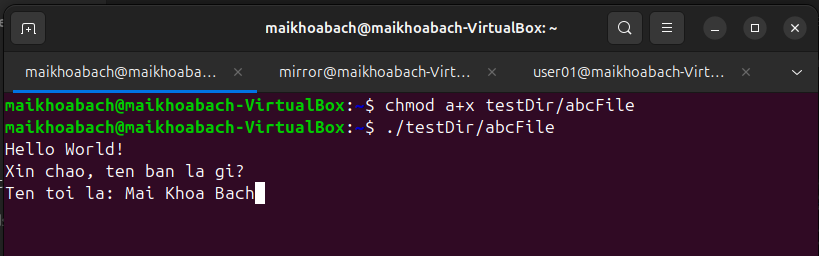 maikhoabach@maikhoabach-VirtualBox: ~
maikhoabach@maikhoaba...
mirror@maikhoabach-Virt...
user01@maikhoabach-Virt...
maikhoabach@maikhoabach-VirtualBox:~$ chmod a+x testDir/abcFile
maikhoabach@maikhoabach-VirtualBox:~$ ./testDir/abcFile
Hello World!
Xin chao, ten ban la gi?
Ten toi la: Mai Khoa Bach